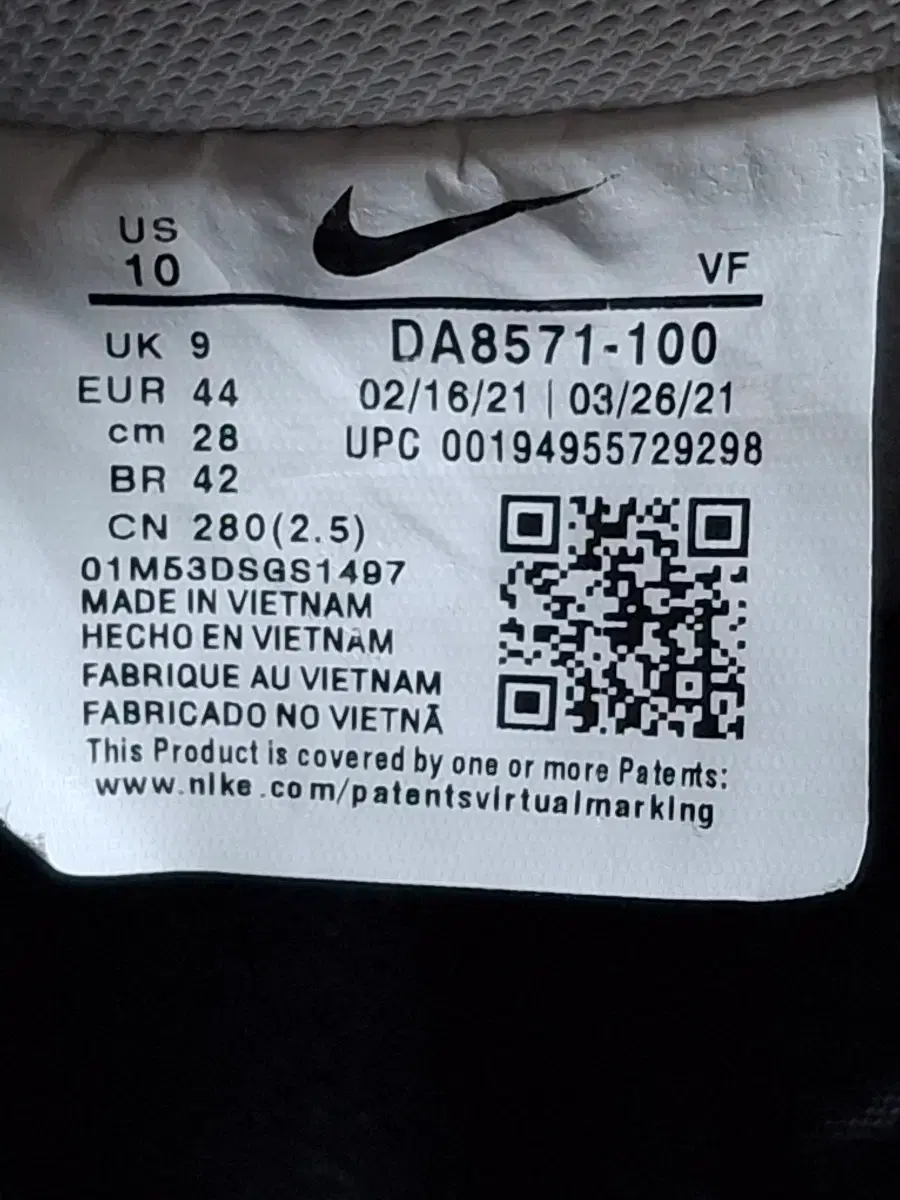 US
10
VF
UK 9
EUR 44
cm 28
BR 42
CN 280(2.5)
DA8571-100
02/16/21 | 03/26/21
UPC 00194955729298
01M53DSGS1497
MADE IN VIETNAM
HECHO EN VIETNAM
FABRIQUE AU VIETNAM
FABRICADO NO VIETNÃ
This Product is covered by one or more Patents:
www.nike.com/patentsvirtualmarking